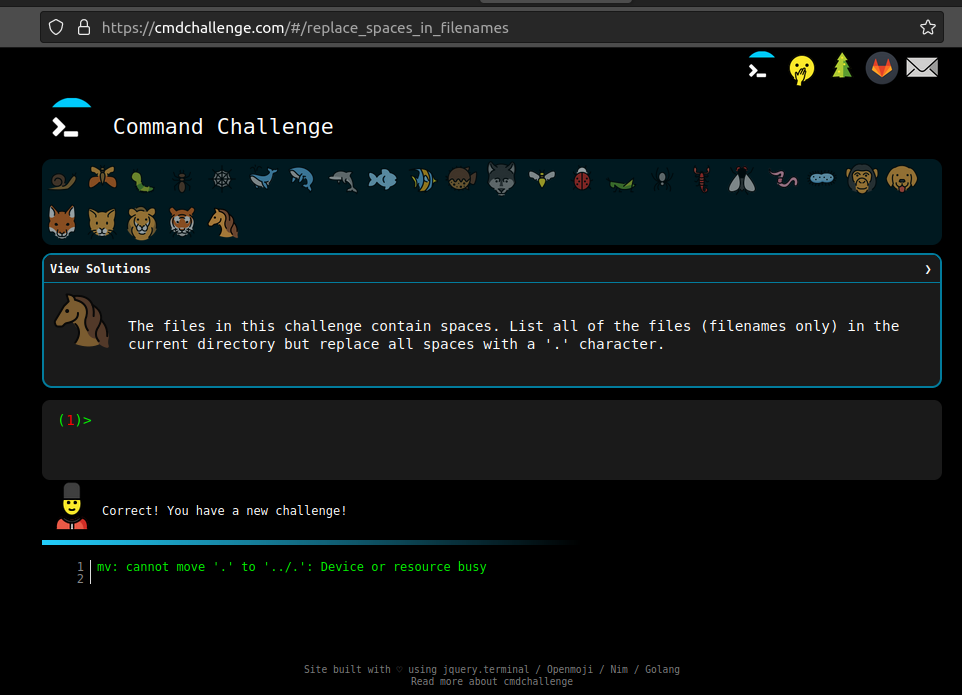 https://cmdchallenge.com/#/replace_spaces_in_filenames
Command Challenge
View Solutions
The files in this challenge contain spaces. List all of the files (filenames only) in the
current directory but replace all spaces with a '.' character.
(1)>
Correct! You have a new challenge!
1 mv: cannot move '.' to '../.': Device or resource busy
2
Site built with ♡ using jquery.terminal / Openmoji / Nim / Golang
Read more about cmdchallenge